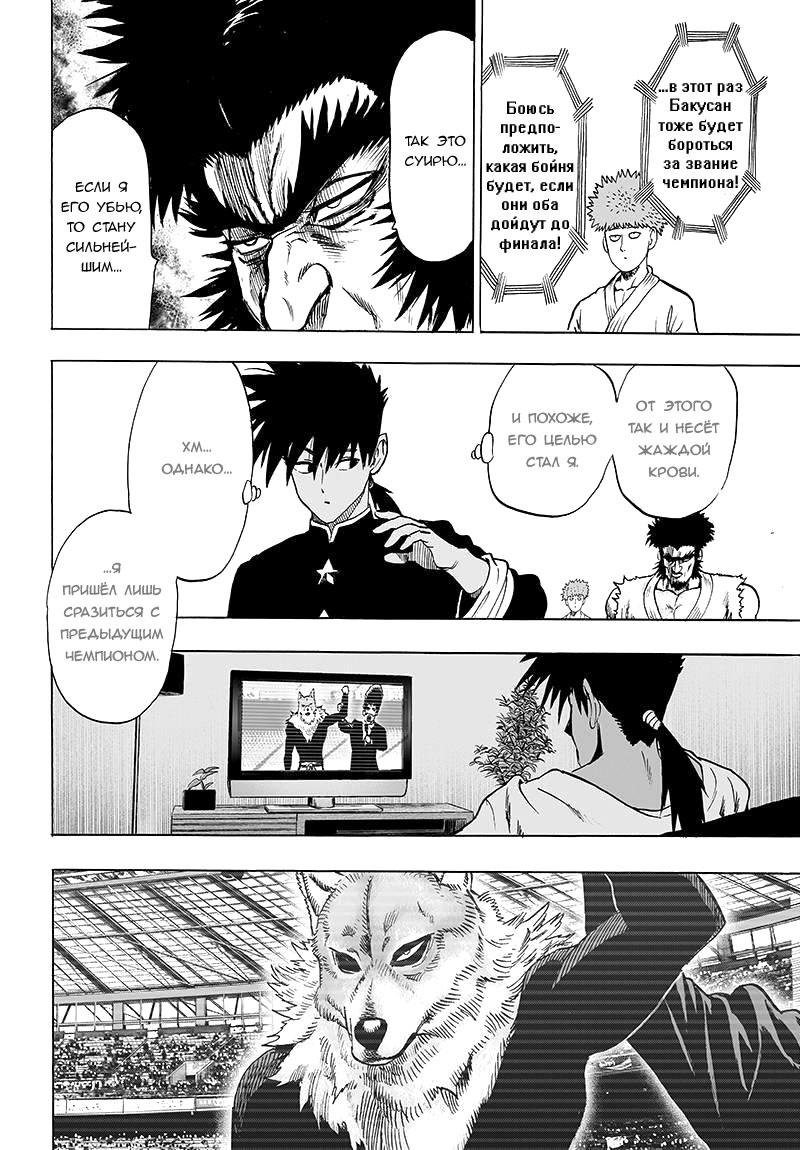 ...в этот раз
Бакусан
тоже будет
бороться
за звание
чемпиона!
Боюсь
предпо-
ложить,
какая бойня
будет, если
они оба
дойдут до
финала!
ТАК ЭТО
СУИРЮ...
ЕСЛИ Я
ЕГО УБЬЮ,
ТО СТАНУ
СИЛЬНЕЙ-
ШИМ...
ОТ ЭТОГО
ТАК И НЕСЁТ
ЖАЖДОЙ
КРОВИ.
И ПОХОЖЕ,
ЕГО ЦЕЛЬЮ
СТАЛ Я.
ХМ...
ОДНАКО...
...Я
ПРИШЁЛ ЛИШЬ
СРАЗИТЬСЯ С
ПРЕДЫДУЩИМ
ЧЕМПИОНОМ.